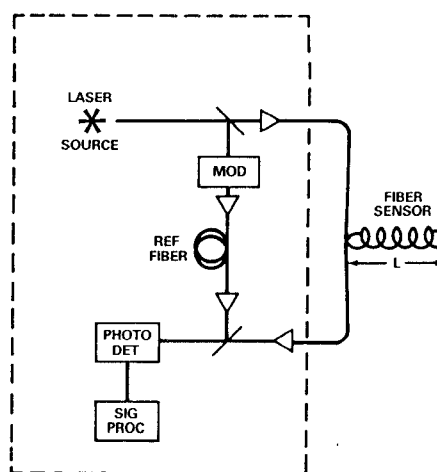 LASER
SOURCE
MOD
REF
FIBER
FIBER
SENSOR
L
PHOTO
DET
SIG
PROC